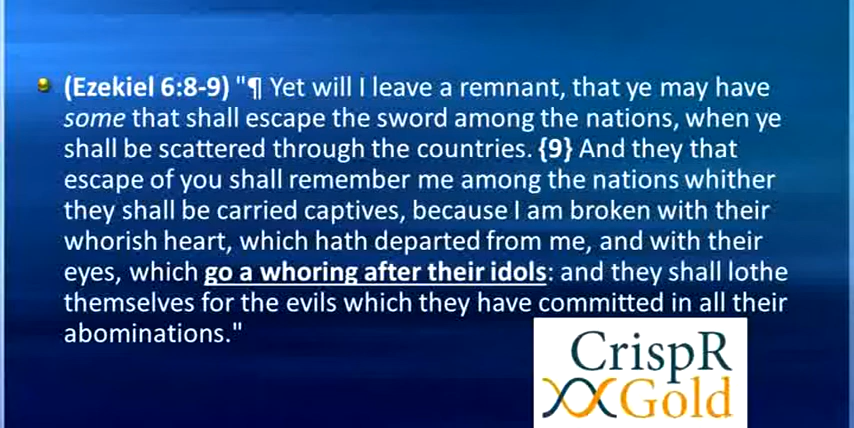 (Ezekiel 6:8-9) "¶ Yet will I leave a remnant, that ye may have
some that shall escape the sword among the nations, when ye
shall be scattered through the countries. {9} And they that
escape of you shall remember me among the nations whither
they shall be carried captives, because I am broken with their
whorish heart, which hath departed from me, and with their
eyes, which go a whoring after their idols: and they shall lothe
themselves for the evils which they have committed in all their
abominations."
CrispR
Gold